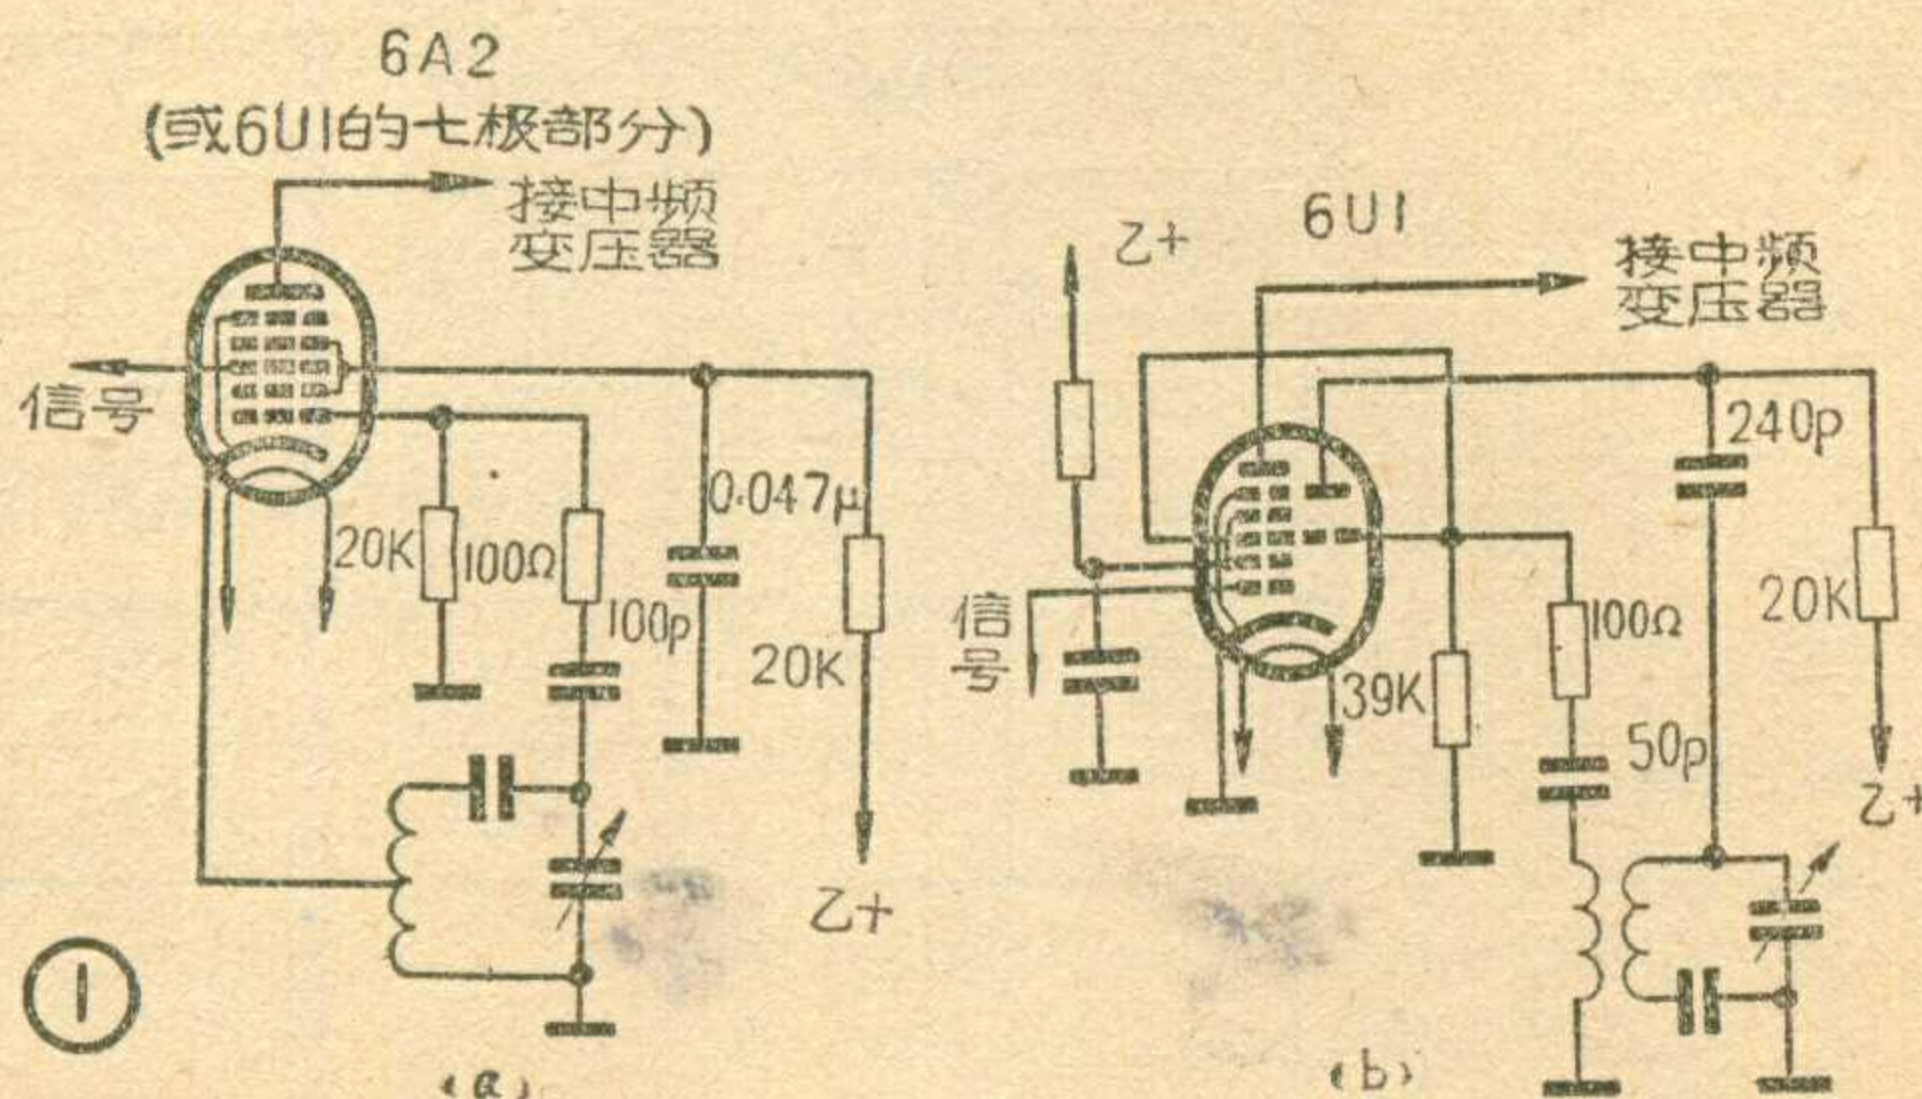 6A2
(或6U1的七极部分)
接中频
变压器
信号
20K
100Ω
100p
0.047μ
20K
乙+
①
(a)
6U1
乙+
接中频
变压器
信
号
240p
20K
100Ω
39K
50p
乙+
(b)